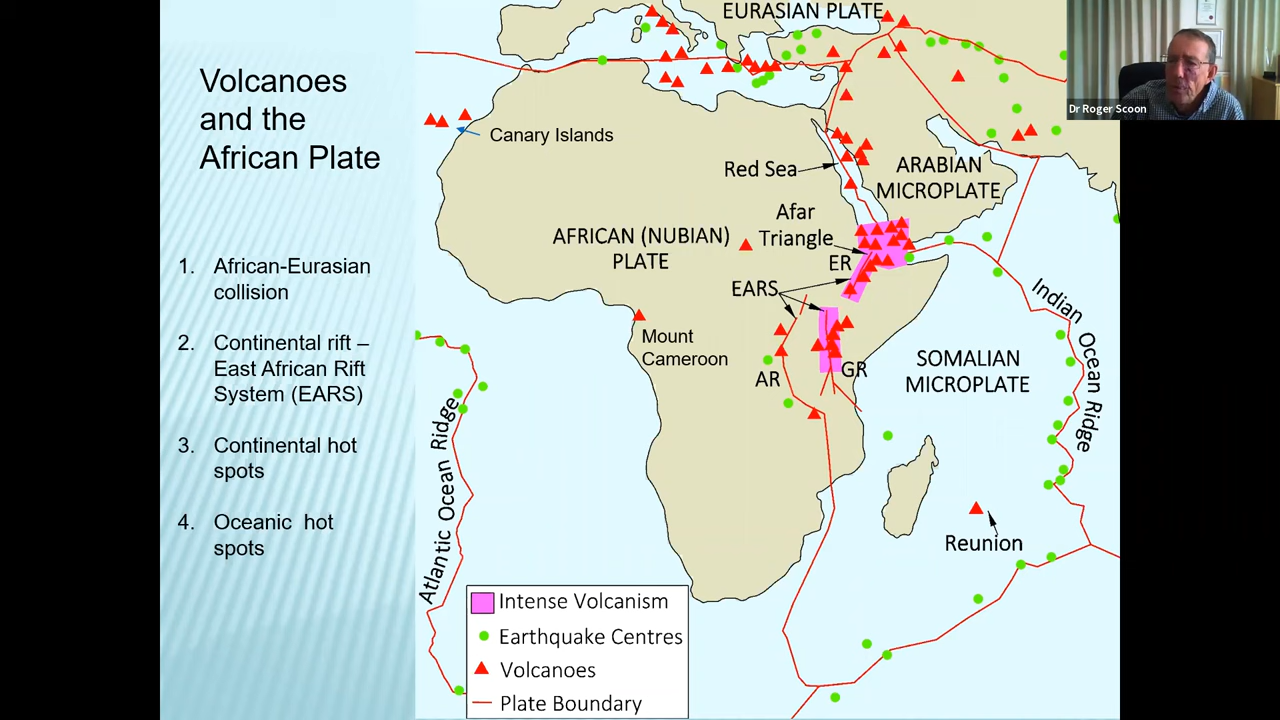 Volcanoes
and the
African Plate
1. African-Eurasian
collision
2. Continental rift –
East African Rift
System (EARS)
3. Continental hot
spots
4. Oceanic hot
spots
EURASIAN PLATE
Dr Roger Scoon
Canary Islands
Red Sea
ARABIAN
MICROPLATE
Afar
Triangle
AFRICAN (NUBIAN)
PLATE
ER
EARS
Indian Ocean Ridge
Mount
Cameroon
SOMALIAN
MICROPLATE
AR
GR
Atlantic Ocean Ridge
Reunion
Intense Volcanism
Earthquake Centres
Volcanoes
Plate Boundary